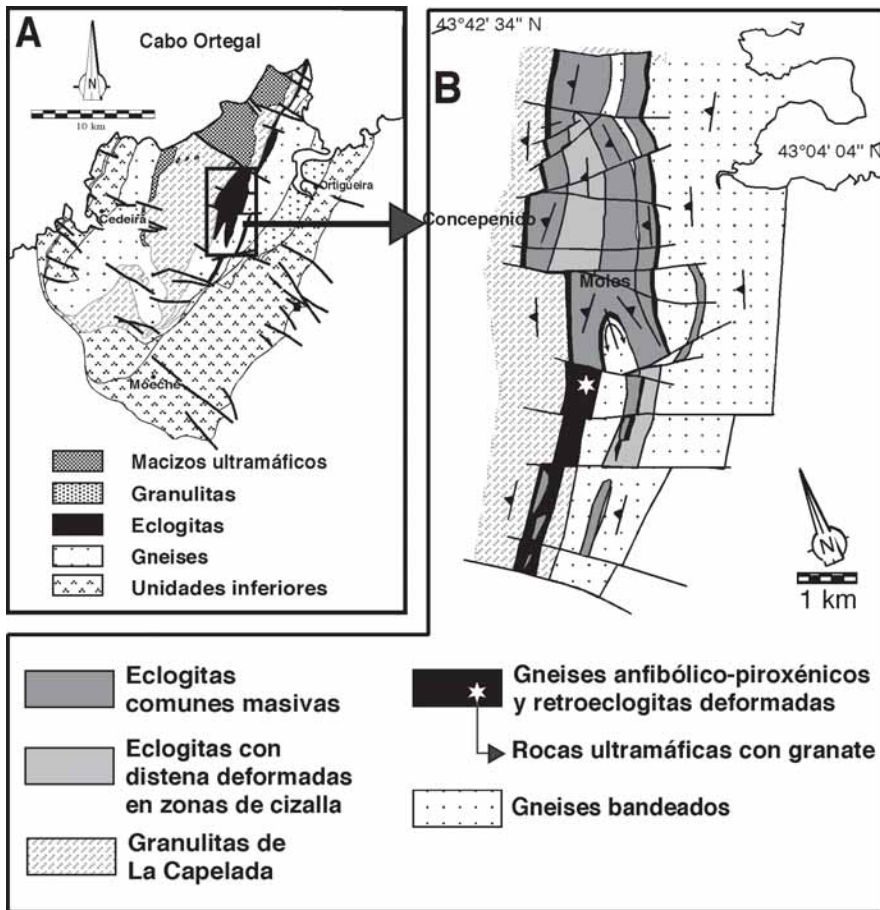 A
Cabo Ortegal
N
10 km
Ortigueira
Cedeira
Moeche
Macizos ultramáficos
Granulitas
Eclogitas
Gneises
Unidades inferiores
43°42' 34" N
B
43°04' 04" N
Concepenido
Moles
N
1 km
Eclogitas
comunes masivas
Eclogitas con
distena deformadas
en zonas de cizalla
Granulitas de
La Capelada
Gneises anfibólico-piroxénicos
y retroeclogitas deformadas
Rocas ultramáficas con granate
Gneises bandeados